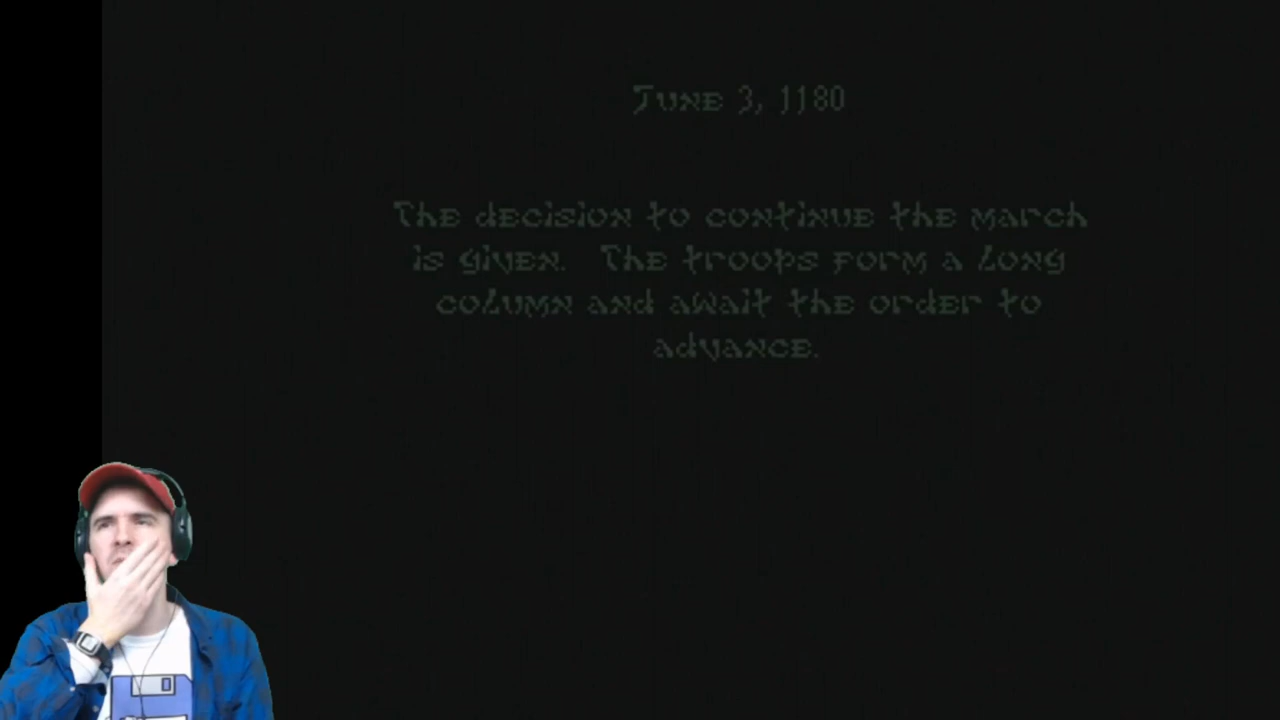 June 3, 1180
The decision to continue the march
is given. The troops form a long
column and await the order to
advance.